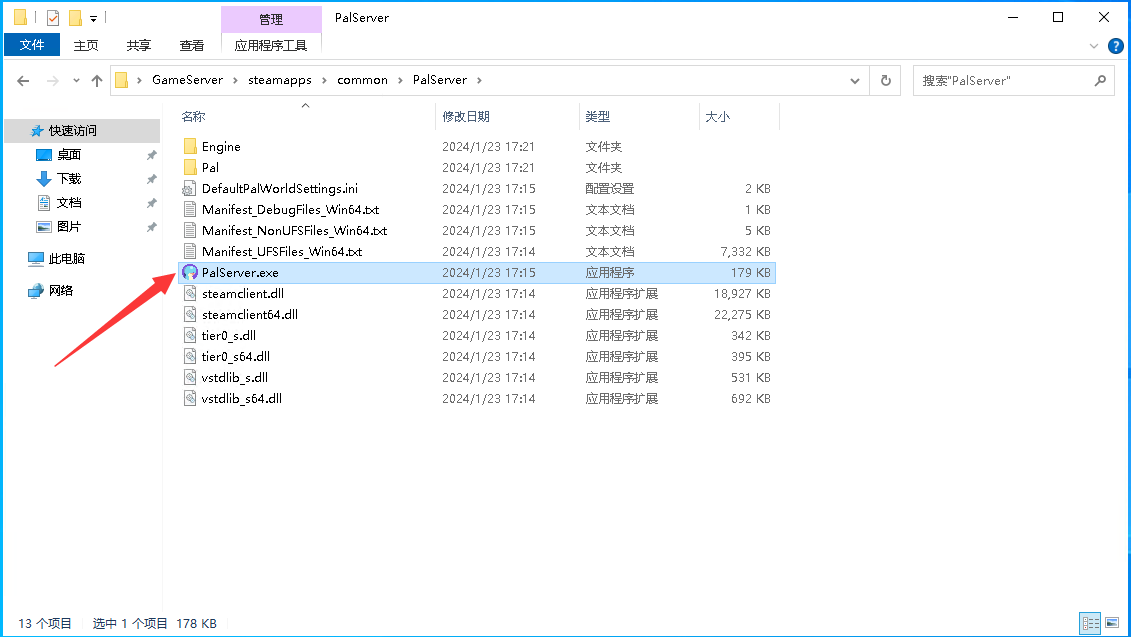 管理
PalServer
文件
主页
共享
查看
应用程序工具
GameServer
steamapps
common
PalServer
搜索"PalServer"
名称
修改日期
类型
大小
快速访问
桌面
下载
文档
图片
此电脑
网络
Engine 2024/1/23 17:21 文件夹
Pal 2024/1/23 17:21 文件夹
DefaultPalWorldSettings.ini 2024/1/23 17:15 配置设置 2 KB
Manifest_DebugFiles_Win64.txt 2024/1/23 17:15 文本文档 1 KB
Manifest_NonUFSFiles_Win64.txt 2024/1/23 17:15 文本文档 5 KB
Manifest_UFSFiles_Win64.txt 2024/1/23 17:15 文本文档 7,332 KB
PalServer.exe 2024/1/23 17:15 应用程序 179 KB
steamclient.dll 2024/1/23 17:14 应用程序扩展 18,927 KB
steamclient64.dll 2024/1/23 17:14 应用程序扩展 22,275 KB
tier0_s.dll 2024/1/23 17:14 应用程序扩展 342 KB
tier0_s64.dll 2024/1/23 17:14 应用程序扩展 395 KB
vstdlib_s.dll 2024/1/23 17:14 应用程序扩展 531 KB
vstdlib_s64.dll 2024/1/23 17:14 应用程序扩展 692 KB
13 个项目 选中 1 个项目 178 KB